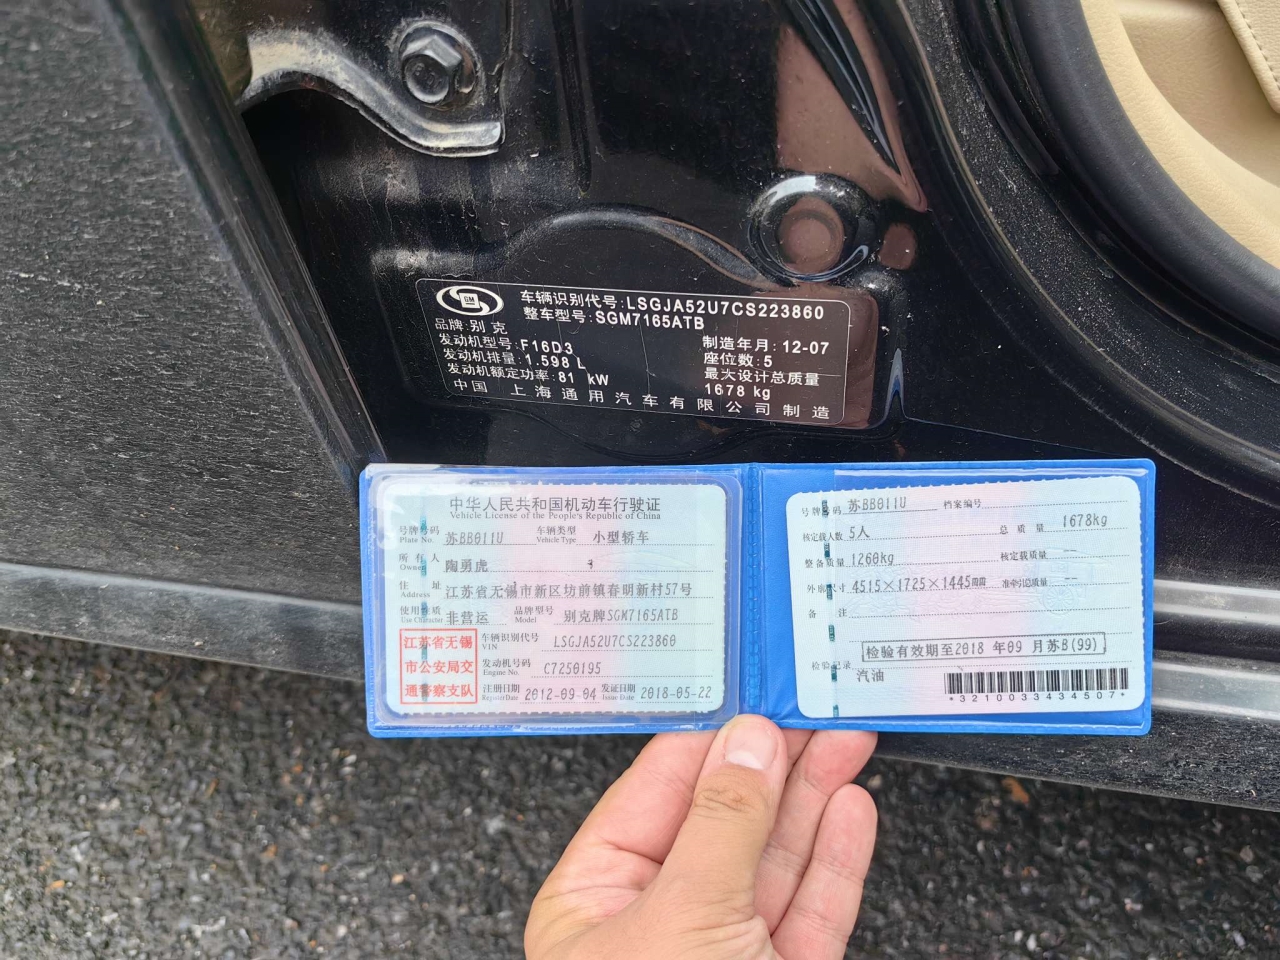 GM
车辆识别代号:LSGJA52U7CS223860
整车型号:SGM7165ATB
品牌:别克
发动机型号:F16D3
制造年月:12-07
发动机排量:1.598 L
座位数:5
发动机额定功率:81 kW
最大设计总质量
1678 kg
中国 上海通用汽车有限公司制造
中华人民共和国机动车行驶证
Vehicle License of the People's Republic of China
号牌号码 苏BB011U 车辆类型 小型轿车
Plate No. Vehicle Type
所有人 陶勇虎
Owner
住址 江苏省无锡市新区坊前镇春明新村57号
Address
使用性质 非营运 品牌型号 别克牌SGM7165ATB
Use Character Model
江苏省无锡
市公安局交
通警察支队
车辆识别代号 LSGJA52U7CS223860
VIN
发动机号码 C7250195
Engine No.
注册日期 2012-09-04 发证日期 2018-05-22
Register Date Issue Date
号牌号码 苏BB011U 档案编号
核定载人数 5人 总质量 1678kg
整备质量 1260kg 核定载质量 --
外廓尺寸 4515×1725×1445 准牵引总质量 --
备注
检验有效期至2018 年09 月苏B(99)
检验记录
汽油
*3210033434507*